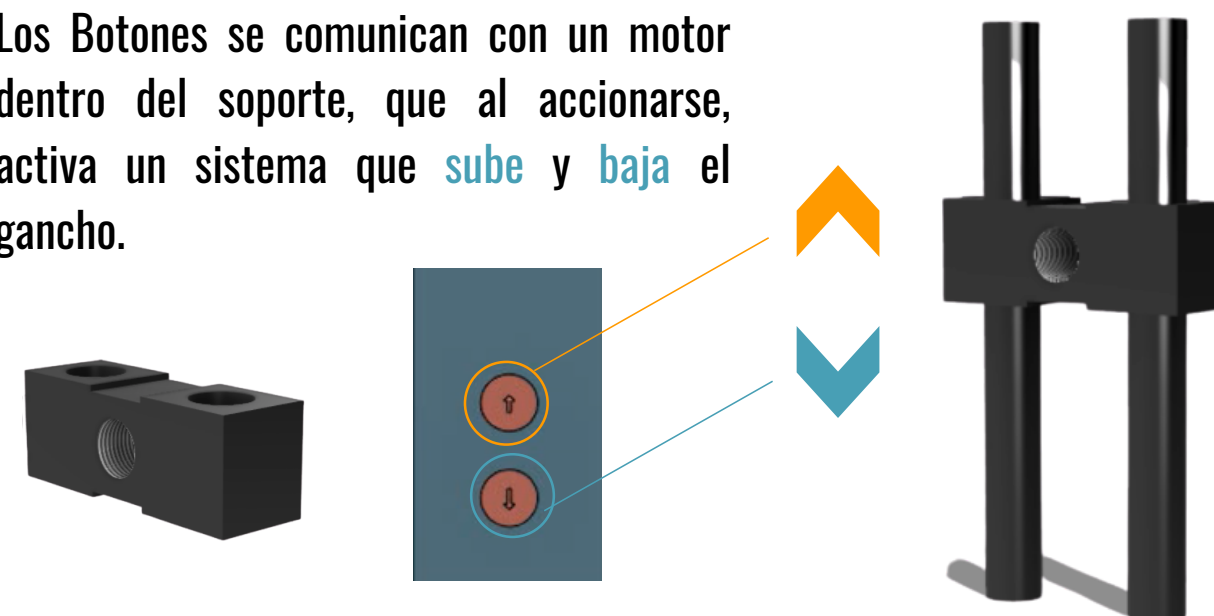 Los Botones se comunican con un motor
dentro del soporte, que al accionarse,
activa un sistema que sube y baja el
gancho.